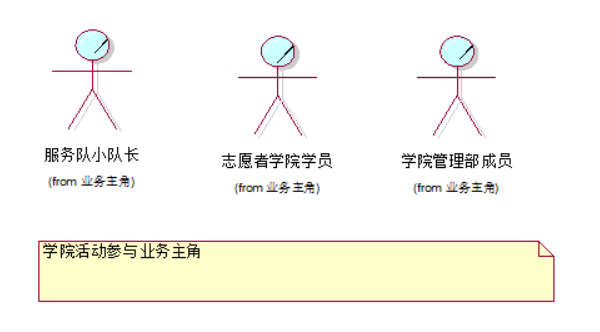 服务队小队长
志愿者学院学员
学院管理部成员
(from 业务主角)
(from 业务主角)
(from 业务主角)
学院活动参与业务主角